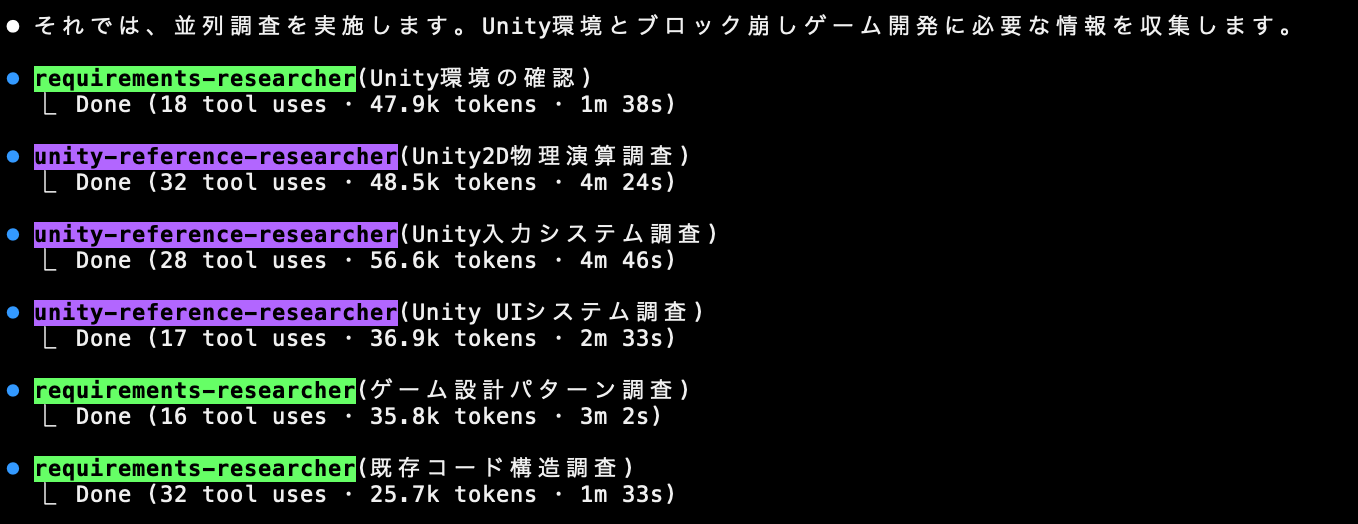 ● それでは、並列調査を実施します。Unity環境とブロック崩しゲーム開発に必要な情報を収集します。
● requirements-researcher(Unity環境の確認)
⎿ Done (18 tool uses · 47.9k tokens · 1m 38s)
● unity-reference-researcher(Unity2D物理演算調査)
⎿ Done (32 tool uses · 48.5k tokens · 4m 24s)
● unity-reference-researcher(Unity入力システム調査)
⎿ Done (28 tool uses · 56.6k tokens · 4m 46s)
● unity-reference-researcher(Unity UIシステム調査)
⎿ Done (17 tool uses · 36.9k tokens · 2m 33s)
● requirements-researcher(ゲーム設計パターン調査)
⎿ Done (16 tool uses · 35.8k tokens · 3m 2s)
● requirements-researcher(既存コード構造調査)
⎿ Done (32 tool uses · 25.7k tokens · 1m 33s)